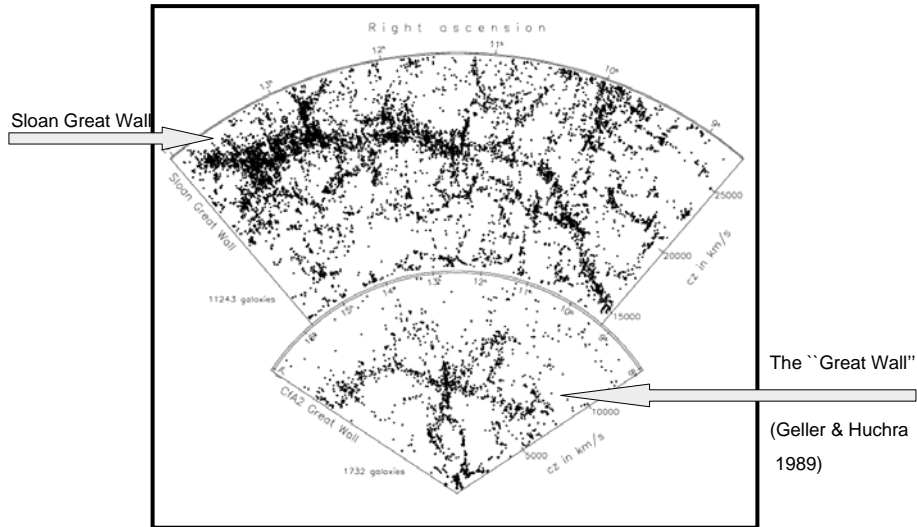 Right ascension
11h
12h
10h
13h
9h
Sloan Great Wall
Sloan Great Wall
25000
20000
cz in km/s
15000
11243 galaxies
13h
12h
14h
11h
15h
10h
16h
9h
8h
CfA2 Great Wall
10000
5000
cz in km/s
1732 galaxies
The ``Great Wall"
(Geller & Huchra
1989)